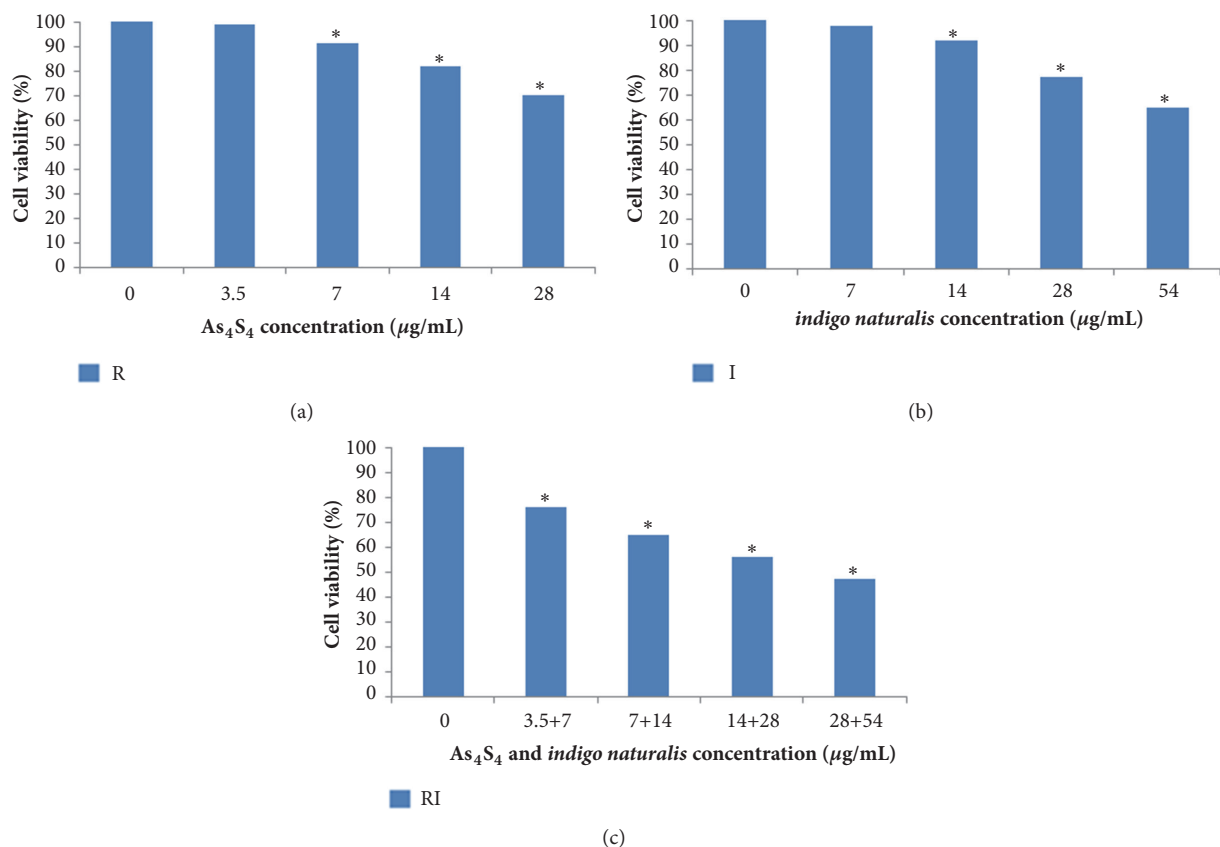 100
90
80
70
60
50
40
30
20
10
0
Cell viability (%)
*
*
*
0 3.5 7 14 28
As₄S₄ concentration (μg/mL)
R
(a)
100
90
80
70
60
50
40
30
20
10
0
Cell viability (%)
*
*
*
0 7 14 28 54
indigo naturalis concentration (μg/mL)
I
(b)
100
90
80
70
60
50
40
30
20
10
0
Cell viability (%)
*
*
*
*
0 3.5+7 7+14 14+28 28+54
As₄S₄ and indigo naturalis concentration (μg/mL)
RI
(c)